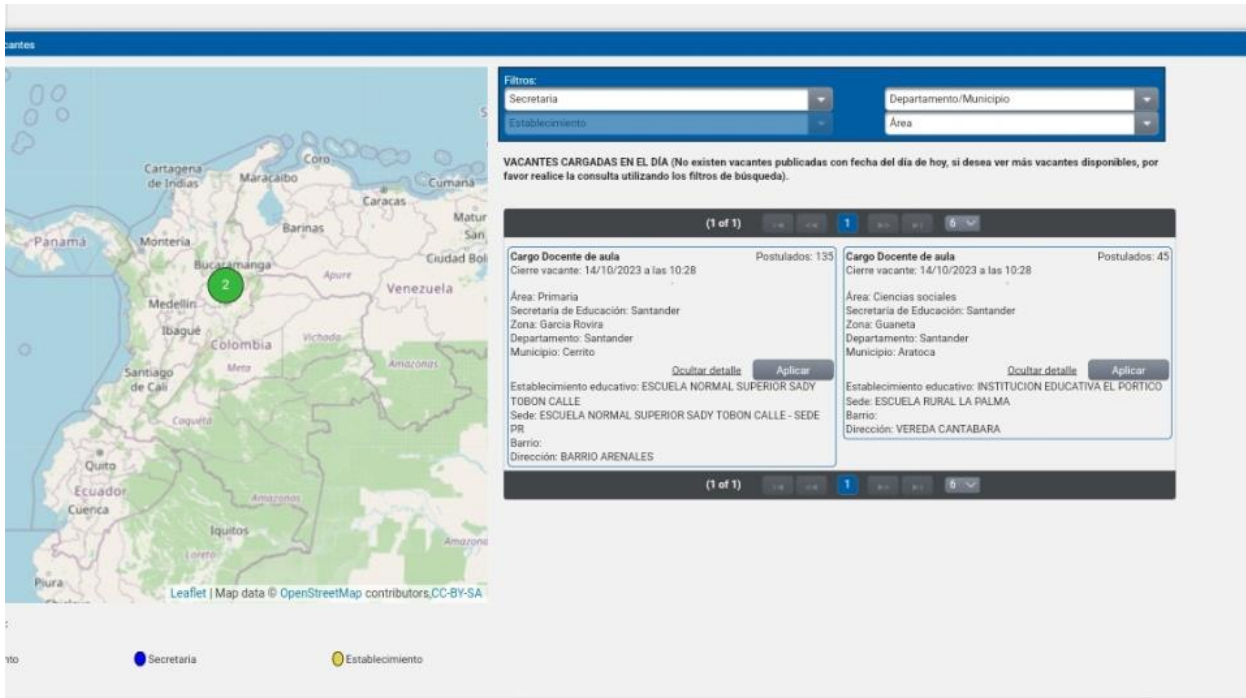 cantes
Filtros:
Secretaria
Departamento/Municipio
Establecimiento
Área
VACANTES CARGADAS EN EL DÍA (No existen vacantes publicadas con fecha del día de hoy, si desea ver más vacantes disponibles, por
favor realice la consulta utilizando los filtros de búsqueda).
(1 of 1)
1
6
Cargo Docente de aula
Postulados: 135
Cierre vacante: 14/10/2023 a las 10:28
Área: Primaria
Secretaría de Educación: Santander
Zona: Garcia Rovira
Departamento: Santander
Municipio: Cerrito
Ocultar detalle
Aplicar
Establecimiento educativo: ESCUELA NORMAL SUPERIOR SADY
TOBON CALLE
Sede: ESCUELA NORMAL SUPERIOR SADY TOBON CALLE - SEDE
PR
Barrio:
Dirección: BARRIO ARENALES
Cargo Docente de aula
Postulados: 45
Cierre vacante: 14/10/2023 a las 10:28
Área: Ciencias sociales
Secretaría de Educación: Santander
Zona: Guaneta
Departamento: Santander
Municipio: Aratoca
Ocultar detalle
Aplicar
Establecimiento educativo: INSTITUCION EDUCATIVA EL PORTICO
Sede: ESCUELA RURAL LA PALMA
Barrio:
Dirección: VEREDA CANTABARA
(1 of 1)
1
6
S
Cartagena
de Indias
Maracaibo
Coro
Cumaná
Caracas
Matur
Barinas
San
Panamá
Montería
Ciudad Bol
Bucaramanga
2
Apure
Venezuela
Medellín
Ibagué
Colombia
Vichada
Meta
Amazonas
Santiago
de Cali
Caquetá
Quito
Ecuador
Cuenca
Amazonas
Iquitos
Loreto
Amazona
Piura
Leaflet | Map data © OpenStreetMap contributors,CC-BY-SA
nto
Secretaria
Establecimiento